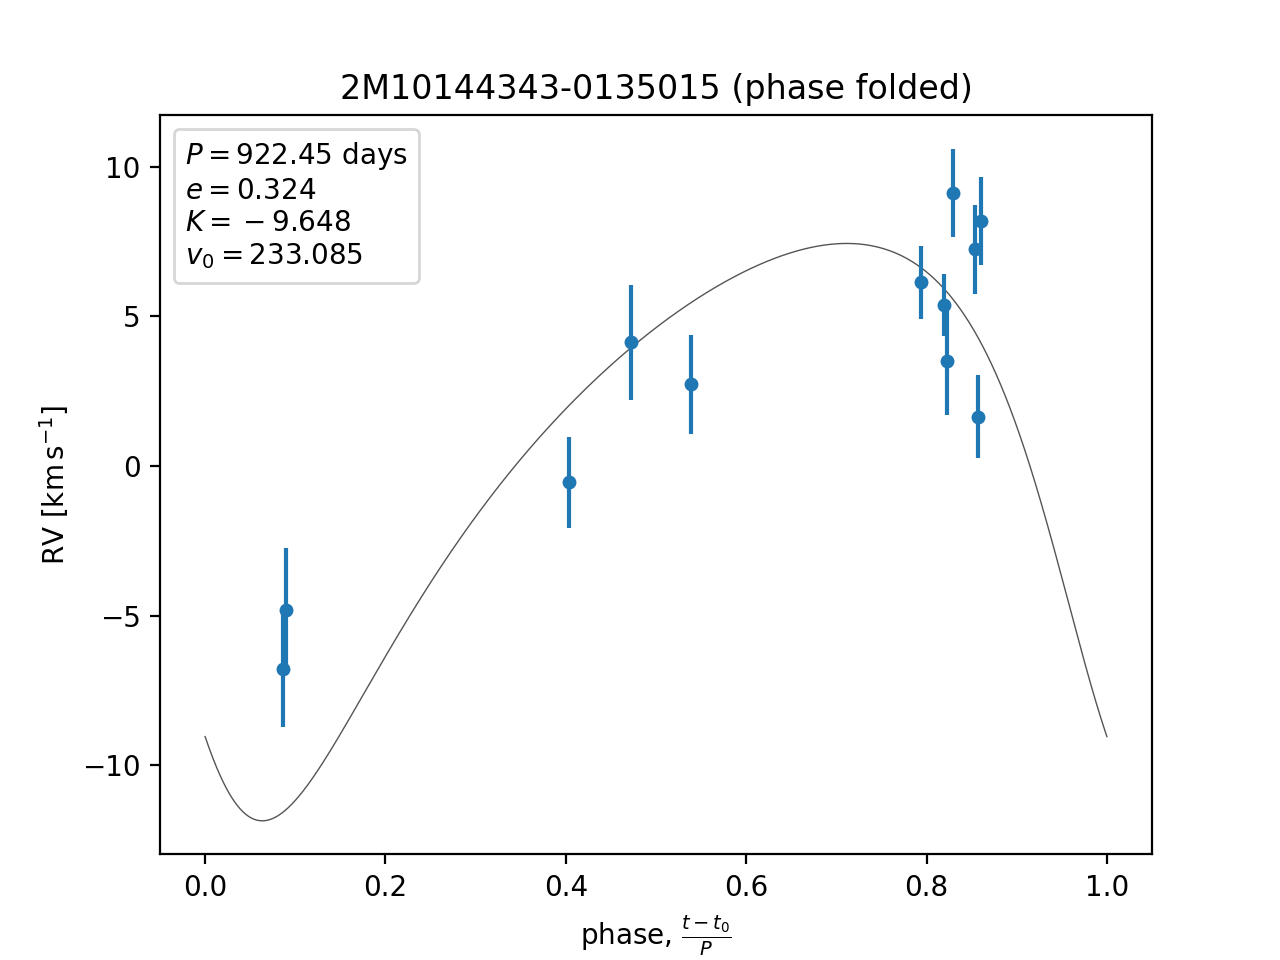 2M10144343-0135015 (phase folded)
P = 922.45 days
e = 0.324
K = −9.648
v₀ = 233.085
RV [km s⁻¹]
10
5
0
−5
−10
0.0 0.2 0.4 0.6 0.8 1.0
phase, (t − t₀)/P